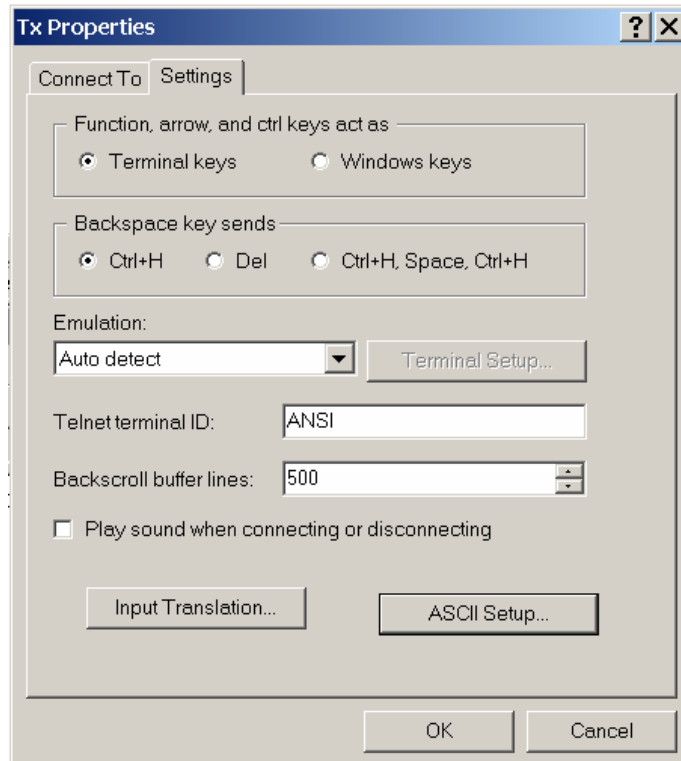 Tx Properties
Connect To Settings
Function, arrow, and ctrl keys act as
Terminal keys Windows keys
Backspace key sends
Ctrl+H Del Ctrl+H, Space, Ctrl+H
Emulation:
Auto detect Terminal Setup...
Telnet terminal ID: ANSI
Backscroll buffer lines: 500
Play sound when connecting or disconnecting
Input Translation... ASCII Setup...
OK Cancel